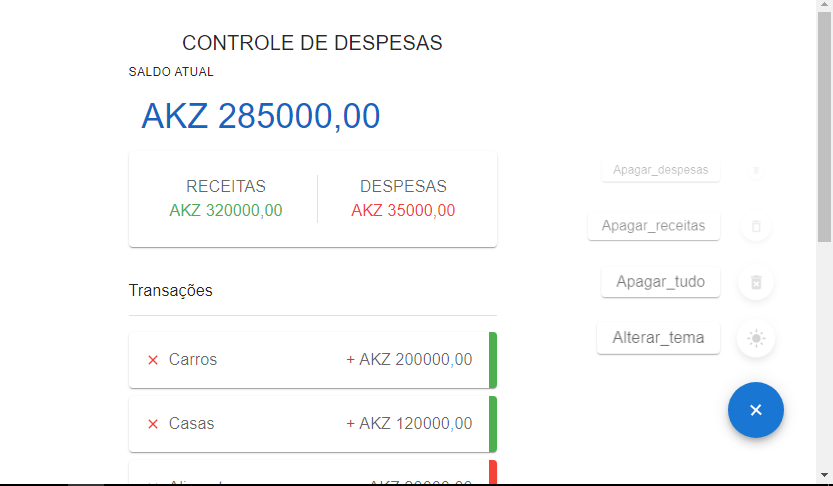 CONTROLE DE DESPESAS
SALDO ATUAL
AKZ 285000,00
RECEITAS
AKZ 320000,00
DESPESAS
AKZ 35000,00
Transações
Carros
+ AKZ 200000,00
Casas
+ AKZ 120000,00
Apagar_despesas
Apagar_receitas
Apagar_tudo
Alterar_tema